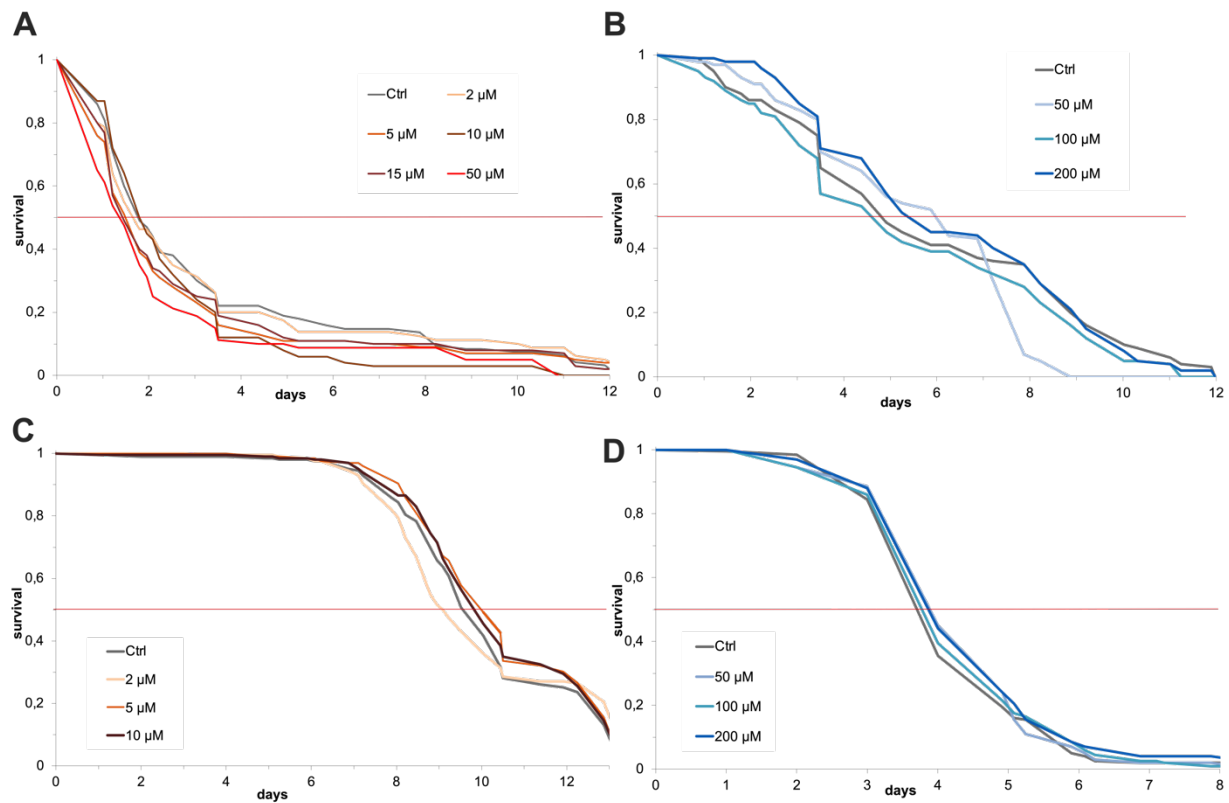 A
survival
1
0,8
0,6
0,4
0,2
0
Ctrl 2 µM
5 µM 10 µM
15 µM 50 µM
0 2 4 6 8 10 12
days
B
survival
1
0,8
0,6
0,4
0,2
0
Ctrl
50 µM
100 µM
200 µM
0 2 4 6 8 10 12
days
C
survival
1
0,8
0,6
0,4
0,2
0
Ctrl
2 µM
5 µM
10 µM
0 2 4 6 8 10 12
days
D
survival
1
0,8
0,6
0,4
0,2
0
Ctrl
50 µM
100 µM
200 µM
0 1 2 3 4 5 6 7 8
days